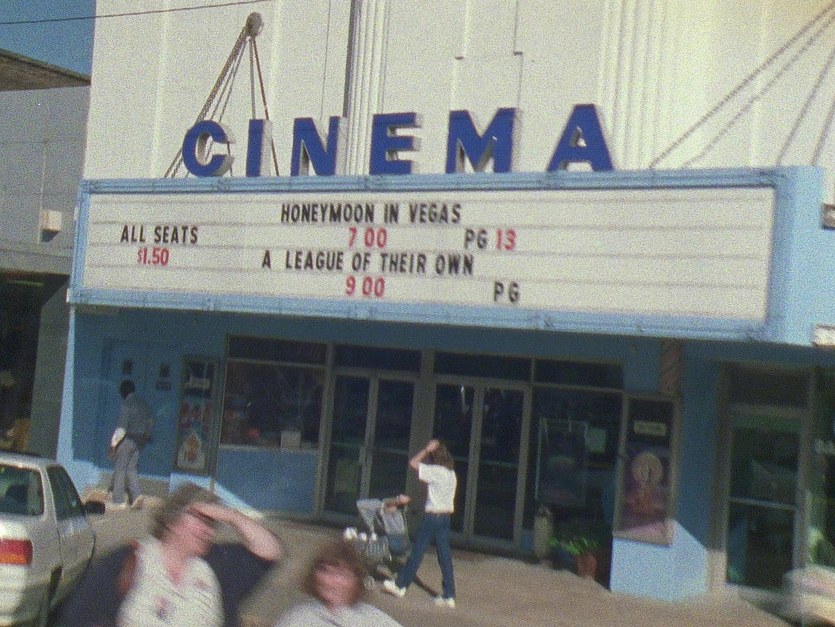 CINEMA
HONEYMOON IN VEGAS
ALL SEATS 7 00 PG 13
$1.50 A LEAGUE OF THEIR OWN
9 00 PG